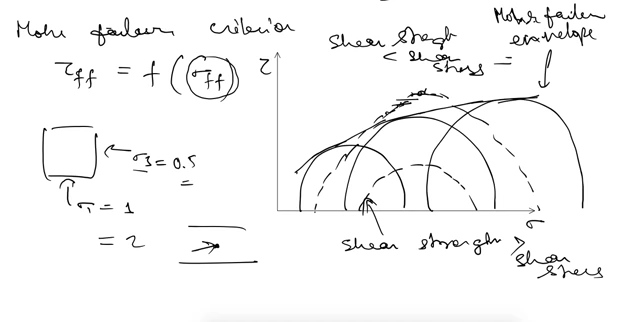 Mohr failure criterion
τff = f (σff)
τ
shear strength
< shear
stress =
Mohr failure
envelope
σ3 = 0.5
=
σ1 = 1
= 2
σ
shear strength >
shear
stress